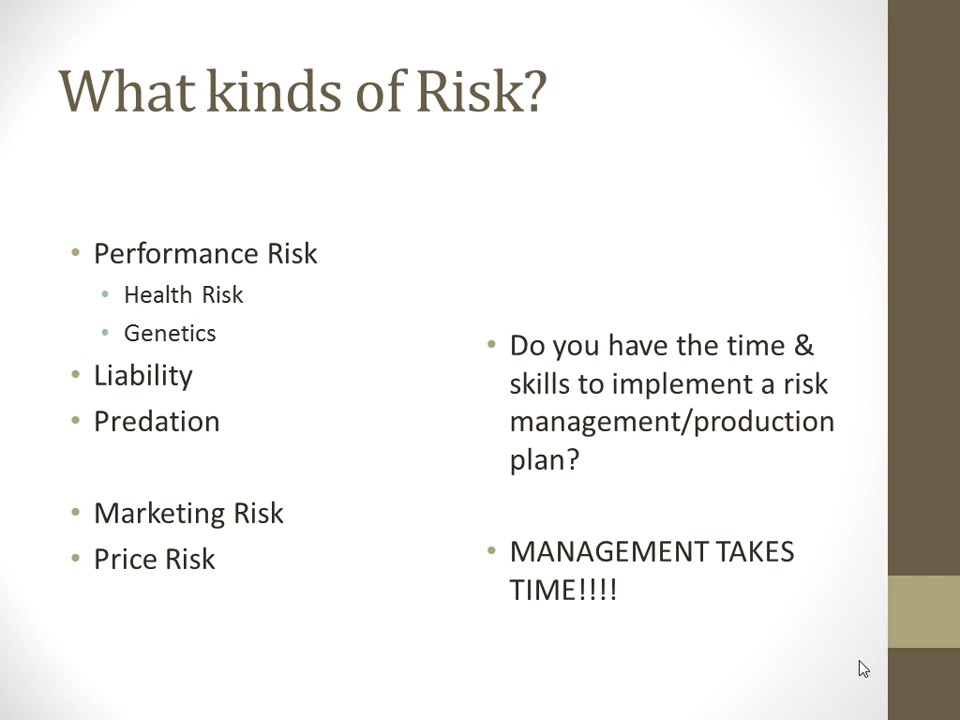 What kinds of Risk?
• Performance Risk
• Health Risk
• Genetics
• Liability
• Predation
• Marketing Risk
• Price Risk
• Do you have the time &
skills to implement a risk
management/production
plan?
• MANAGEMENT TAKES
TIME!!!!